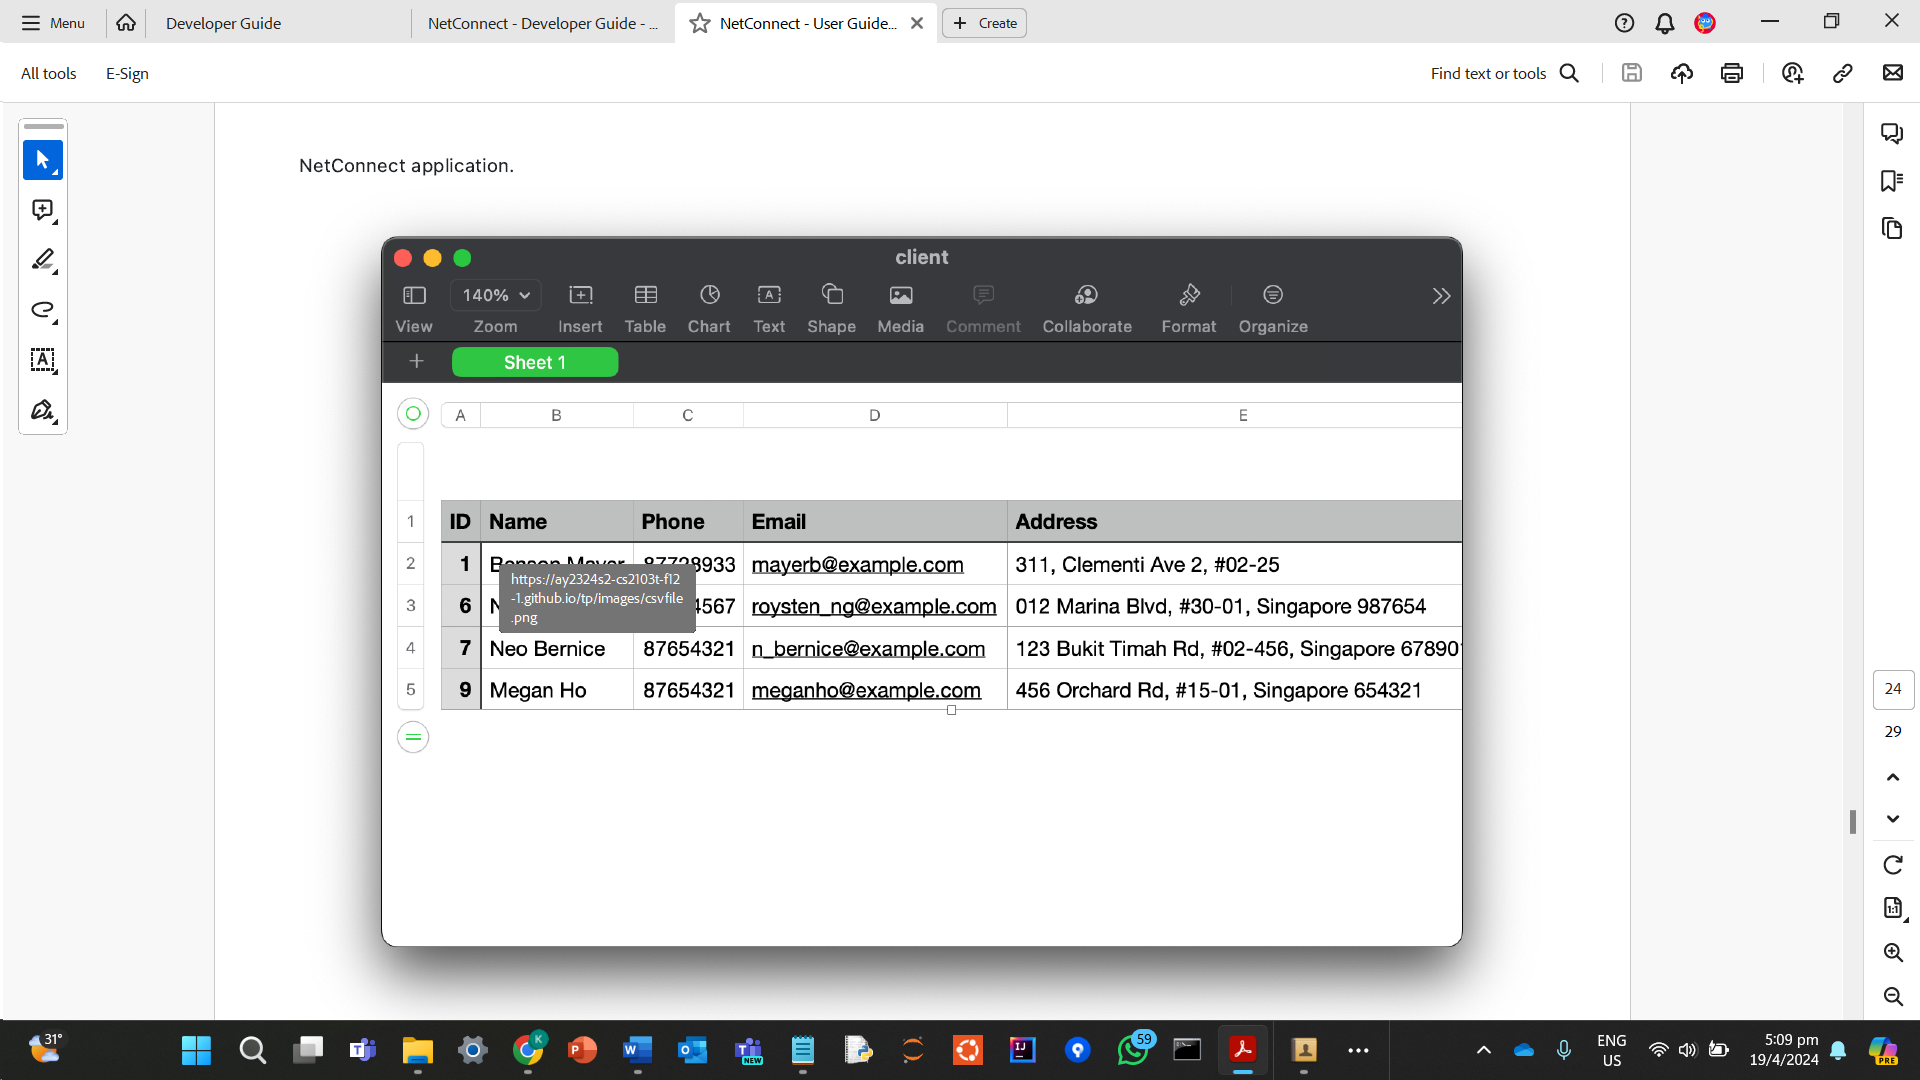 Menu
Developer Guide
NetConnect - Developer Guide - ...
NetConnect - User Guide...
Create
All tools
E-Sign
Find text or tools
NetConnect application.
client
140%
View Zoom Insert Table Chart Text Shape Media Comment Collaborate Format Organize
Sheet 1
A B C D E
1 ID Name Phone Email Address
2 1 Benson Mayer 87728933 mayerb@example.com 311, Clementi Ave 2, #02-25
3 6 4567 roysten_ng@example.com 012 Marina Blvd, #30-01, Singapore 987654
https://ay2324s2-cs2103t-f12
-1.github.io/tp/images/csvfile
.png
4 7 Neo Bernice 87654321 n_bernice@example.com 123 Bukit Timah Rd, #02-456, Singapore 678901
5 9 Megan Ho 87654321 meganho@example.com 456 Orchard Rd, #15-01, Singapore 654321
24
29
31°
59
ENG
US
5:09 pm
19/4/2024